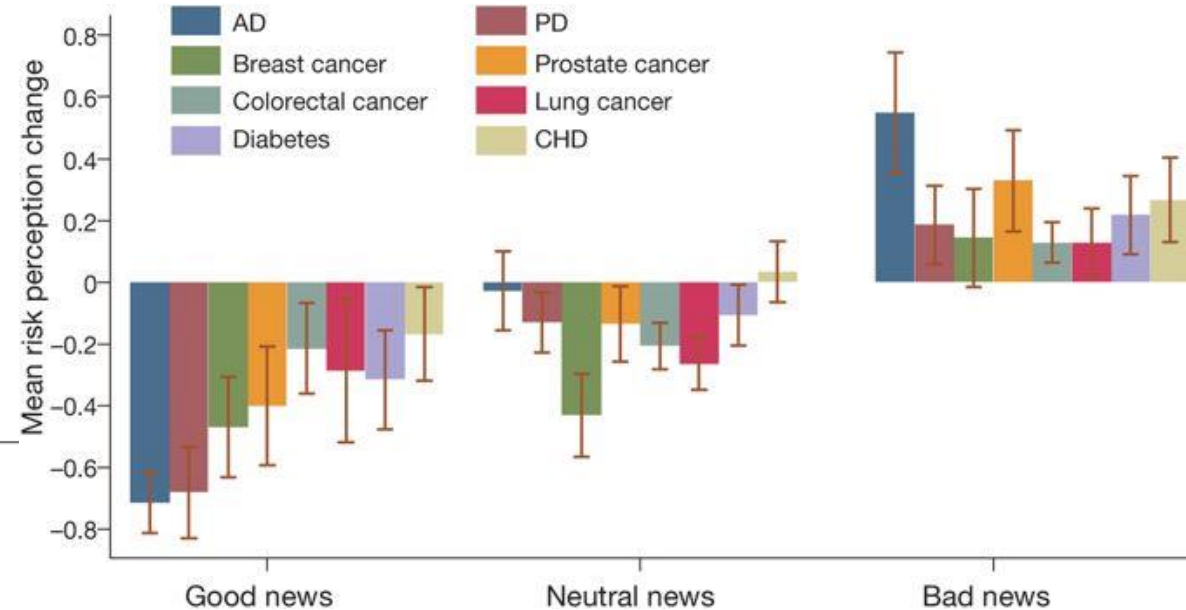 Mean risk perception change
0.8
0.6
0.4
0.2
0
–0.2
–0.4
–0.6
–0.8
AD
PD
Breast cancer
Prostate cancer
Colorectal cancer
Lung cancer
Diabetes
CHD
Good news
Neutral news
Bad news